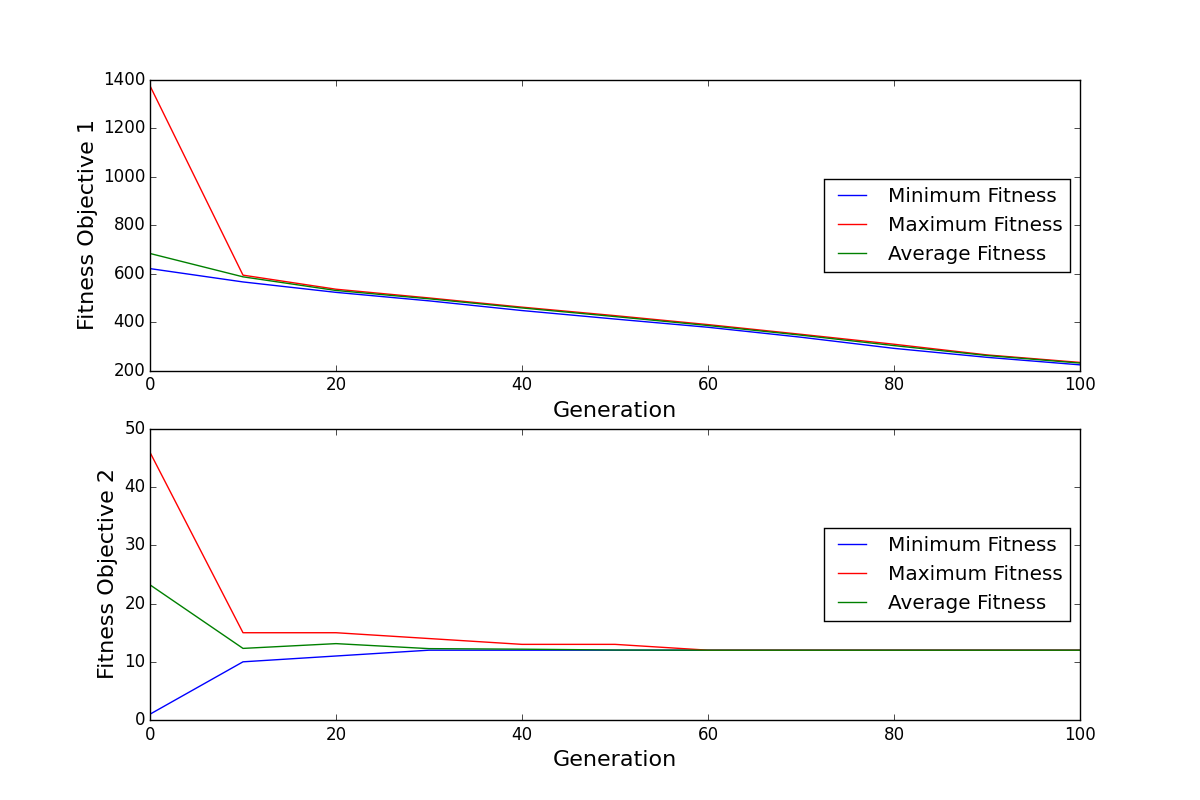 Fitness Objective 1
1400
1200
1000
800
600
400
200
Minimum Fitness
Maximum Fitness
Average Fitness
0 20 40 60 80 100
Generation
Fitness Objective 2
50
40
30
20
10
0
Minimum Fitness
Maximum Fitness
Average Fitness
0 20 40 60 80 100
Generation